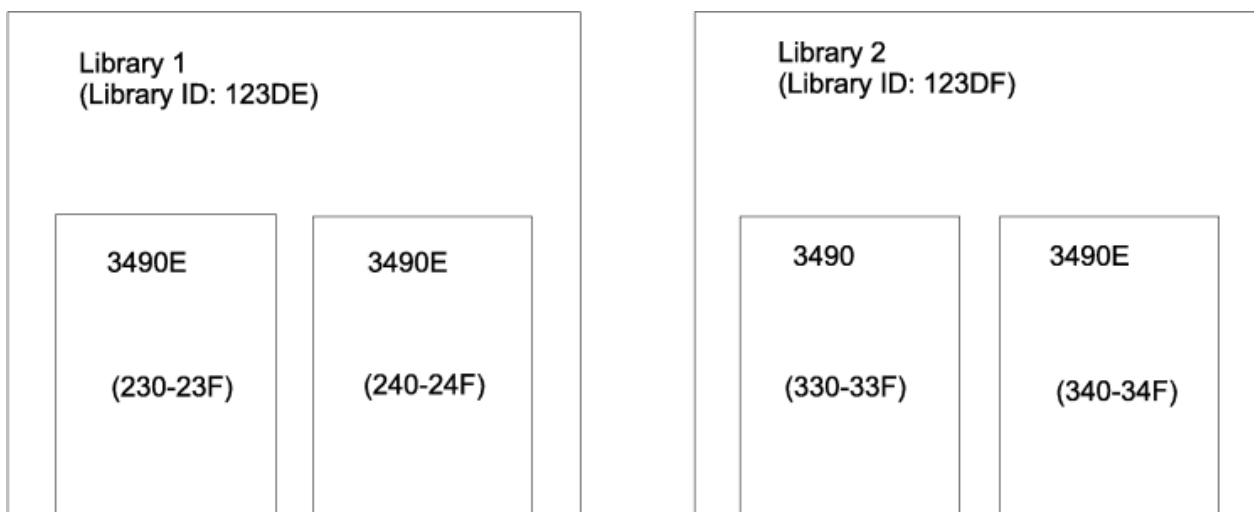 Library 1
(Library ID: 123DE)
3490E
3490E
(230-23F)
(240-24F)
Library 2
(Library ID: 123DF)
3490
3490E
(330-33F)
(340-34F)